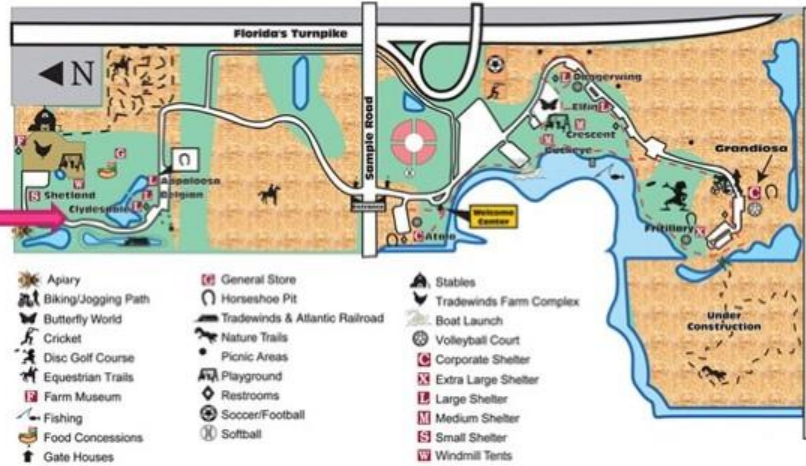 Florida's Turnpike
N
Sample Road
Daggerwing
Elfin
Crescent
Buckeye
Grandiosa
G
F
W
S Shetland
Appaloosa
Belgian
Clydesdale
L
Entrance
Welcome
Center
C Atala
Fritillary
C
Under
Construction
Apiary
Biking/Jogging Path
Butterfly World
Cricket
Disc Golf Course
Equestrian Trails
F Farm Museum
Fishing
Food Concessions
Gate Houses
G General Store
Horseshoe Pit
Tradewinds & Atlantic Railroad
Nature Trails
Picnic Areas
Playground
Restrooms
Soccer/Football
Softball
Stables
Tradewinds Farm Complex
Boat Launch
Volleyball Court
C Corporate Shelter
X Extra Large Shelter
L Large Shelter
M Medium Shelter
S Small Shelter
W Windmill Tents